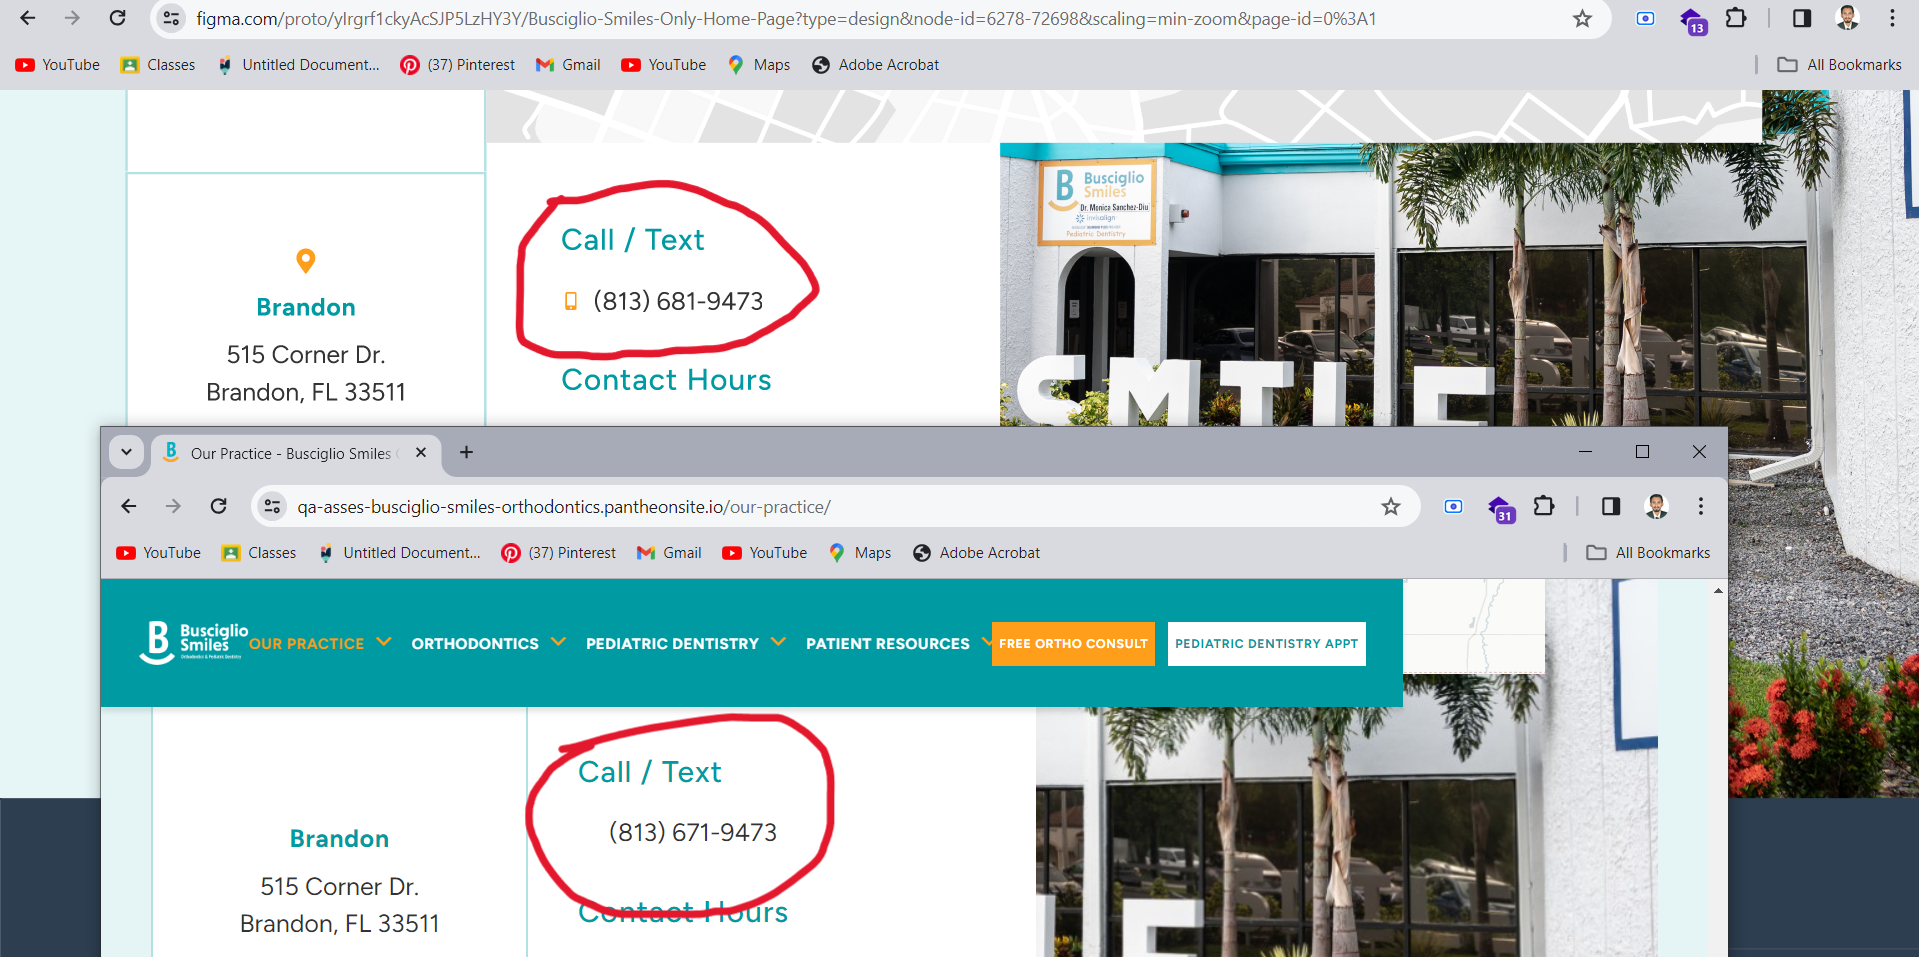 figma.com/proto/yIrgrf1ckyAcSJP5LzHY3Y/Busciglio-Smiles-Only-Home-Page?type=design&node-id=6278-72698&scaling=min-zoom&page-id=0%3A1
13
YouTube
Classes
Untitled Document...
(37) Pinterest
Gmail
YouTube
Maps
Adobe Acrobat
All Bookmarks
Busciglio
Smiles
Dr. Monica Sanchez-Diu
invisalign
Pediatric Dentistry
Call / Text
(813) 681-9473
Brandon
515 Corner Dr.
Brandon, FL 33511
Contact Hours
SMILE
Our Practice - Busciglio Smiles
qa-asses-busciglio-smiles-orthodontics.pantheonsite.io/our-practice/
31
YouTube
Classes
Untitled Document...
(37) Pinterest
Gmail
YouTube
Maps
Adobe Acrobat
All Bookmarks
B Busciglio
Smiles
Orthodontics & Pediatric Dentistry
OUR PRACTICE
ORTHODONTICS
PEDIATRIC DENTISTRY
PATIENT RESOURCES
FREE ORTHO CONSULT
PEDIATRIC DENTISTRY APPT
Call / Text
(813) 671-9473
Brandon
515 Corner Dr.
Brandon, FL 33511
Contact Hours
LE